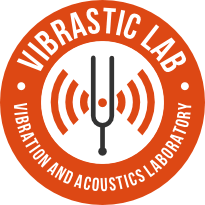 VIBRASTIC LAB
VIBRATION AND ACOUSTICS LABORATORY